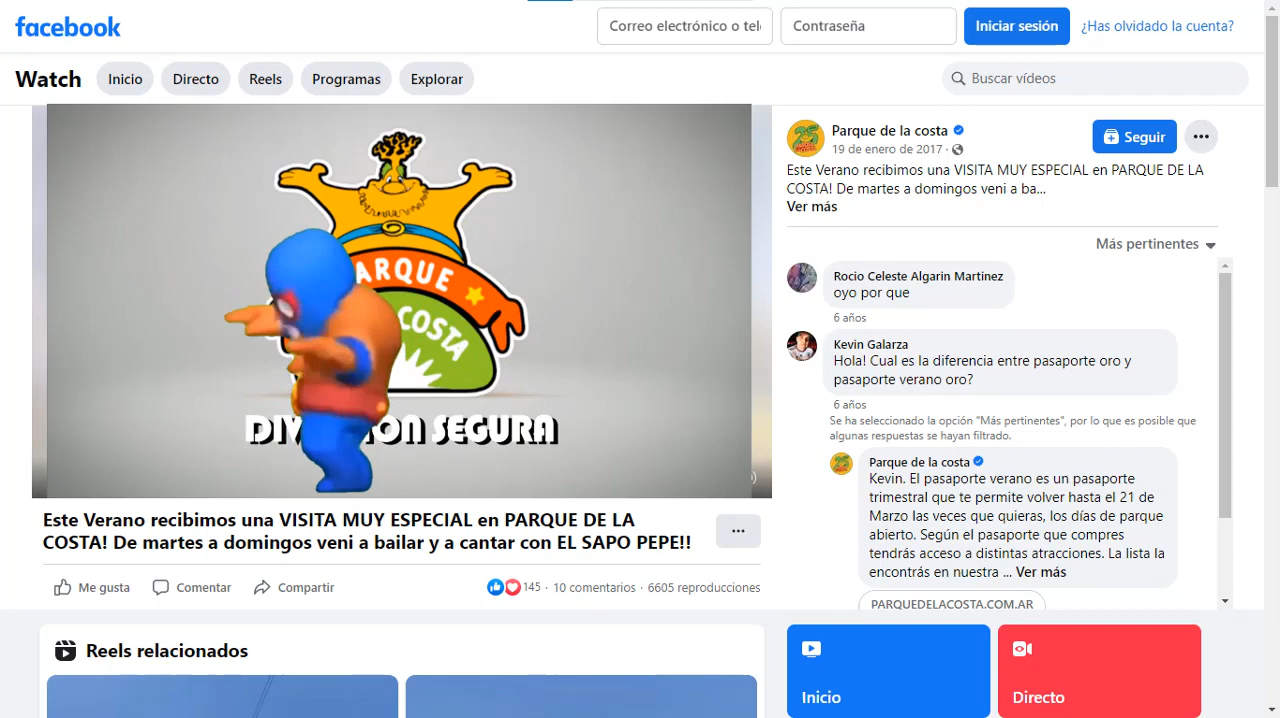 facebook
Correo electrónico o tel
Contraseña
Iniciar sesión
¿Has olvidado la cuenta?
Watch
Inicio
Directo
Reels
Programas
Explorar
Buscar vídeos
PARQUE
COSTA
SEGURA
Este Verano recibimos una VISITA MUY ESPECIAL en PARQUE DE LA
COSTA! De martes a domingos veni a bailar y a cantar con EL SAPO PEPE!!
Me gusta
Comentar
Compartir
145 · 10 comentarios · 6605 reproducciones
Parque de la costa
19 de enero de 2017 ·
Seguir
Este Verano recibimos una VISITA MUY ESPECIAL en PARQUE DE LA
COSTA! De martes a domingos veni a ba...
Ver más
Más pertinentes
Rocio Celeste Algarin Martinez
oyo por que
6 años
Kevin Galarza
Hola! Cual es la diferencia entre pasaporte oro y
pasaporte verano oro?
6 años
Se ha seleccionado la opción "Más pertinentes", por lo que es posible que
algunas respuestas se hayan filtrado.
Parque de la costa
Kevin. El pasaporte verano es un pasaporte
trimestral que te permite volver hasta el 21 de
Marzo las veces que quieras, los días de parque
abierto. Según el pasaporte que compres
tendrás acceso a distintas atracciones. La lista la
encontrás en nuestra ... Ver más
PARQUEDELACOSTA.COM.AR
Reels relacionados
Inicio
Directo